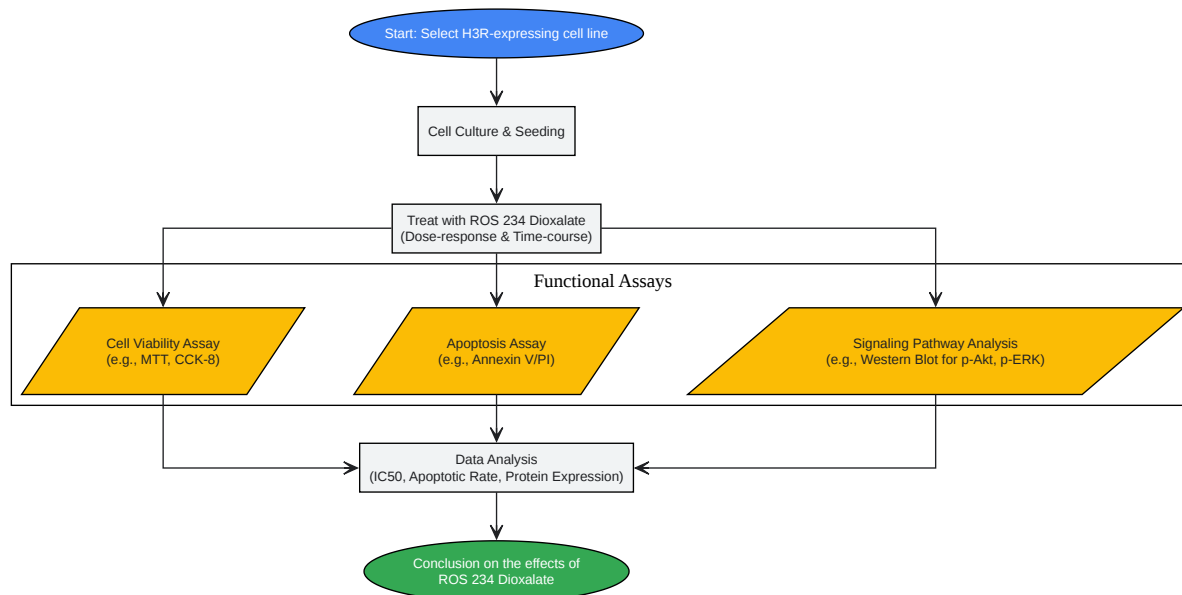 Start: Select H3R-expressing cell line
Cell Culture & Seeding
Treat with ROS 234 Dioxalate
(Dose-response & Time-course)
Functional Assays
Cell Viability Assay
(e.g., MTT, CCK-8)
Apoptosis Assay
(e.g., Annexin V/PI)
Signaling Pathway Analysis
(e.g., Western Blot for p-Akt, p-ERK)
Data Analysis
(IC50, Apoptotic Rate, Protein Expression)
Conclusion on the effects of
ROS 234 Dioxalate